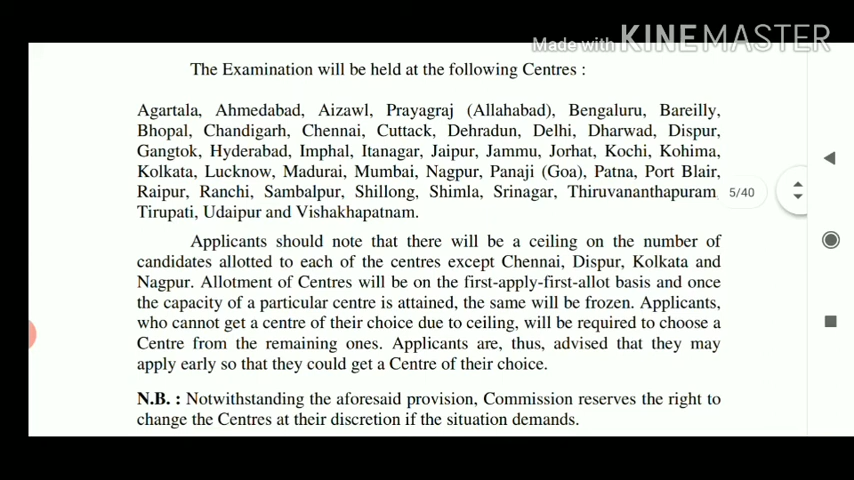 Made with KINEMASTER
The Examination will be held at the following Centres :
Agartala, Ahmedabad, Aizawl, Prayagraj (Allahabad), Bengaluru, Bareilly,
Bhopal, Chandigarh, Chennai, Cuttack, Dehradun, Delhi, Dharwad, Dispur,
Gangtok, Hyderabad, Imphal, Itanagar, Jaipur, Jammu, Jorhat, Kochi, Kohima,
Kolkata, Lucknow, Madurai, Mumbai, Nagpur, Panaji (Goa), Patna, Port Blair,
Raipur, Ranchi, Sambalpur, Shillong, Shimla, Srinagar, Thiruvananthapuram
5/40
Tirupati, Udaipur and Vishakhapatnam.
Applicants should note that there will be a ceiling on the number of
candidates allotted to each of the centres except Chennai, Dispur, Kolkata and
Nagpur. Allotment of Centres will be on the first-apply-first-allot basis and once
the capacity of a particular centre is attained, the same will be frozen. Applicants,
who cannot get a centre of their choice due to ceiling, will be required to choose a
Centre from the remaining ones. Applicants are, thus, advised that they may
apply early so that they could get a Centre of their choice.
N.B. : Notwithstanding the aforesaid provision, Commission reserves the right to
change the Centres at their discretion if the situation demands.